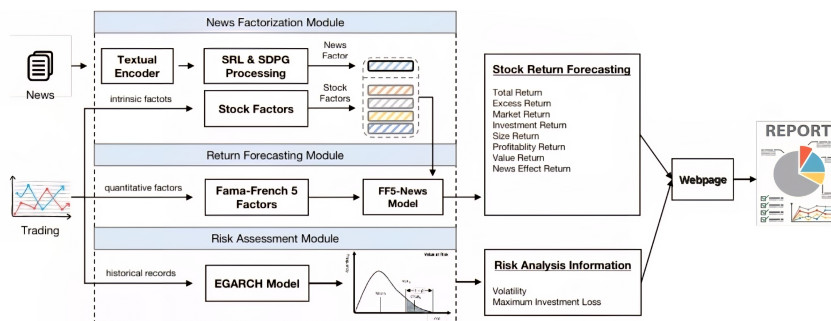 News Factorization Module
News
Textual
Encoder
SRL & SDPG
Processing
News
Factor
intrinsic factots
Stock Factors
Stock
Factors
Return Forecasting Module
Trading
quantitative factors
Fama-French 5
Factors
FF5-News
Model
Risk Assessment Module
historical records
EGARCH Model
Value at Risk
Stock Return Forecasting
Total Return
Excess Return
Market Return
Investment Return
Size Return
Profitablity Return
Value Return
News Effect Return
Risk Analysis Information
Volatility
Maximum Investment Loss
Webpage
REPORT